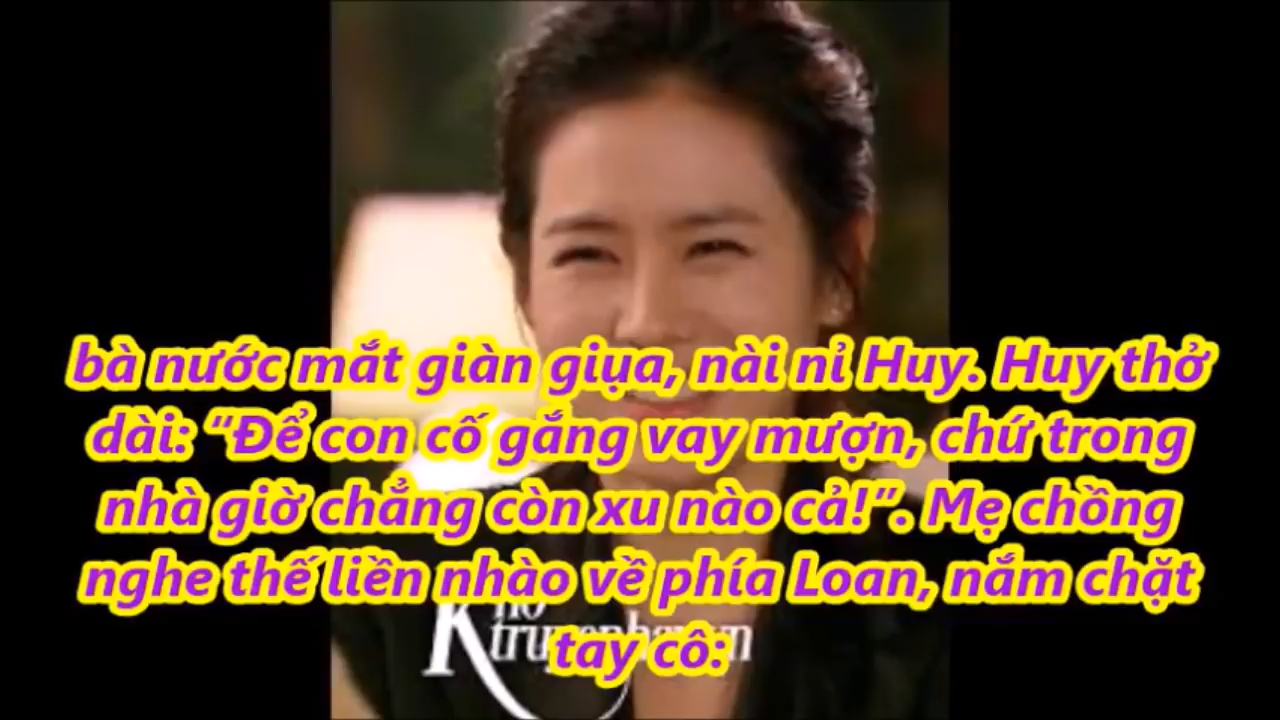 bà nước mắt giàn giụa, nài nỉ Huy. Huy thở
dài: “Để con cố gắng vay mượn, chứ trong
nhà giờ chẳng còn xu nào cả!”. Mẹ chồng
nghe thế liền nhào về phía Loan, nắm chặt
tay cô: